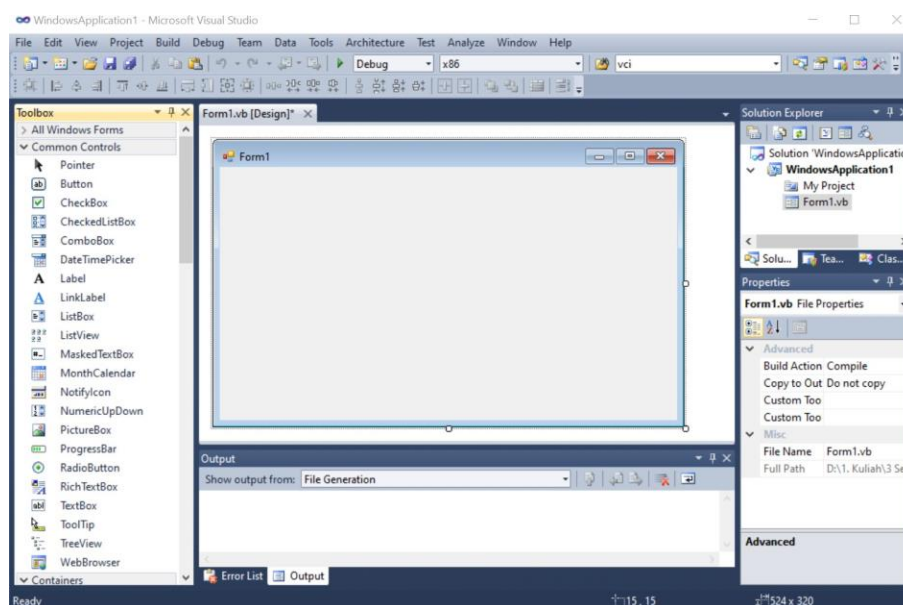 WindowsApplication1 - Microsoft Visual Studio
File Edit View Project Build Debug Team Data Tools Architecture Test Analyze Window Help
Debug x86 vci
Toolbox
All Windows Forms
Common Controls
Pointer
Button
CheckBox
CheckedListBox
ComboBox
DateTimePicker
Label
LinkLabel
ListBox
ListView
MaskedTextBox
MonthCalendar
NotifyIcon
NumericUpDown
PictureBox
ProgressBar
RadioButton
RichTextBox
TextBox
ToolTip
TreeView
WebBrowser
Containers
Form1.vb [Design]*
Form1
Output
Show output from: File Generation
Error List Output
Solution Explorer
Solution 'WindowsApplicatio
WindowsApplication1
My Project
Form1.vb
Solu... Tea... Clas...
Properties
Form1.vb File Properties
Advanced
Build Action Compile
Copy to Out Do not copy
Custom Too
Custom Too
Misc
File Name Form1.vb
Full Path D:\1. Kuliah\3 Se
Advanced
Ready 15 , 15 524 x 320